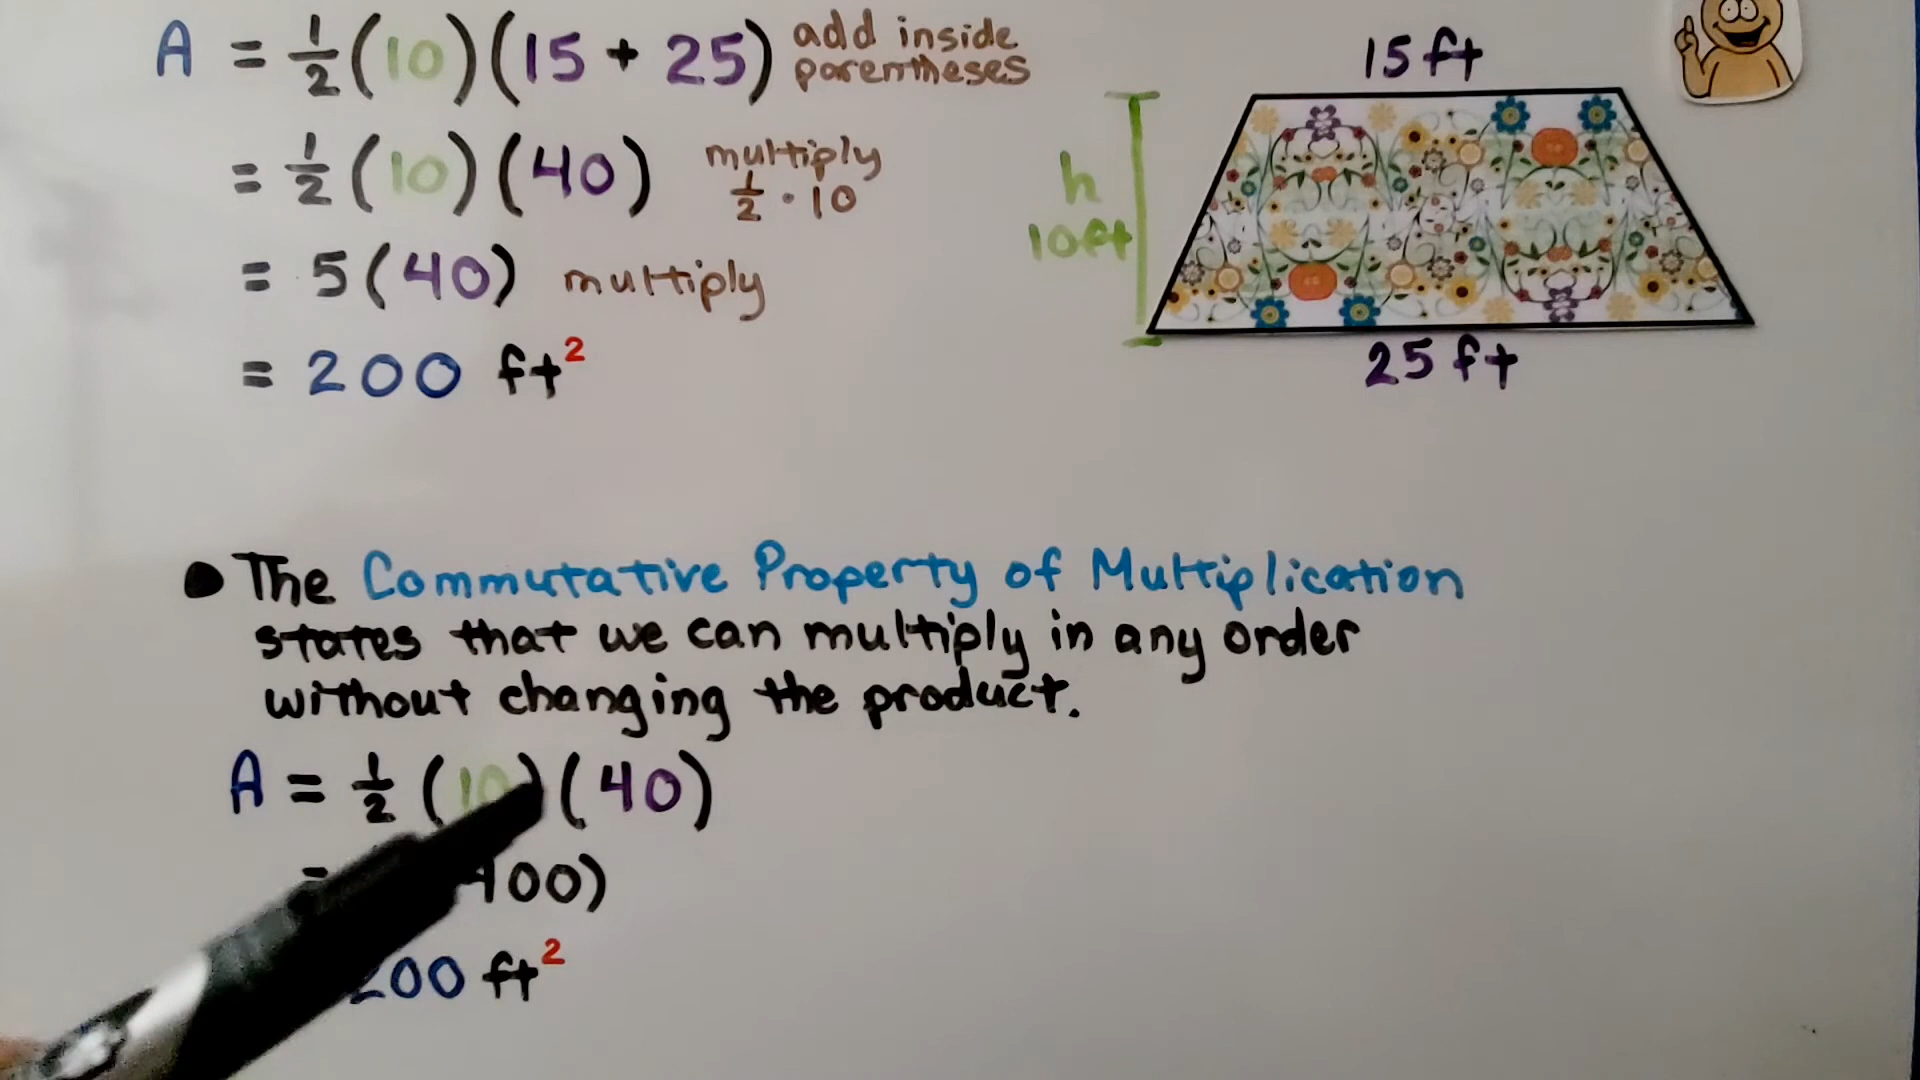 A = 1/2 (10)(15 + 25) add inside
parentheses
= 1/2 (10)(40) multiply
1/2 · 10
= 5(40) multiply
= 200 ft²
15 ft
h
10ft
25 ft
● The Commutative Property of Multiplication
states that we can multiply in any order
without changing the product.
A = 1/2 (10)(40)
= 400)
200 ft²